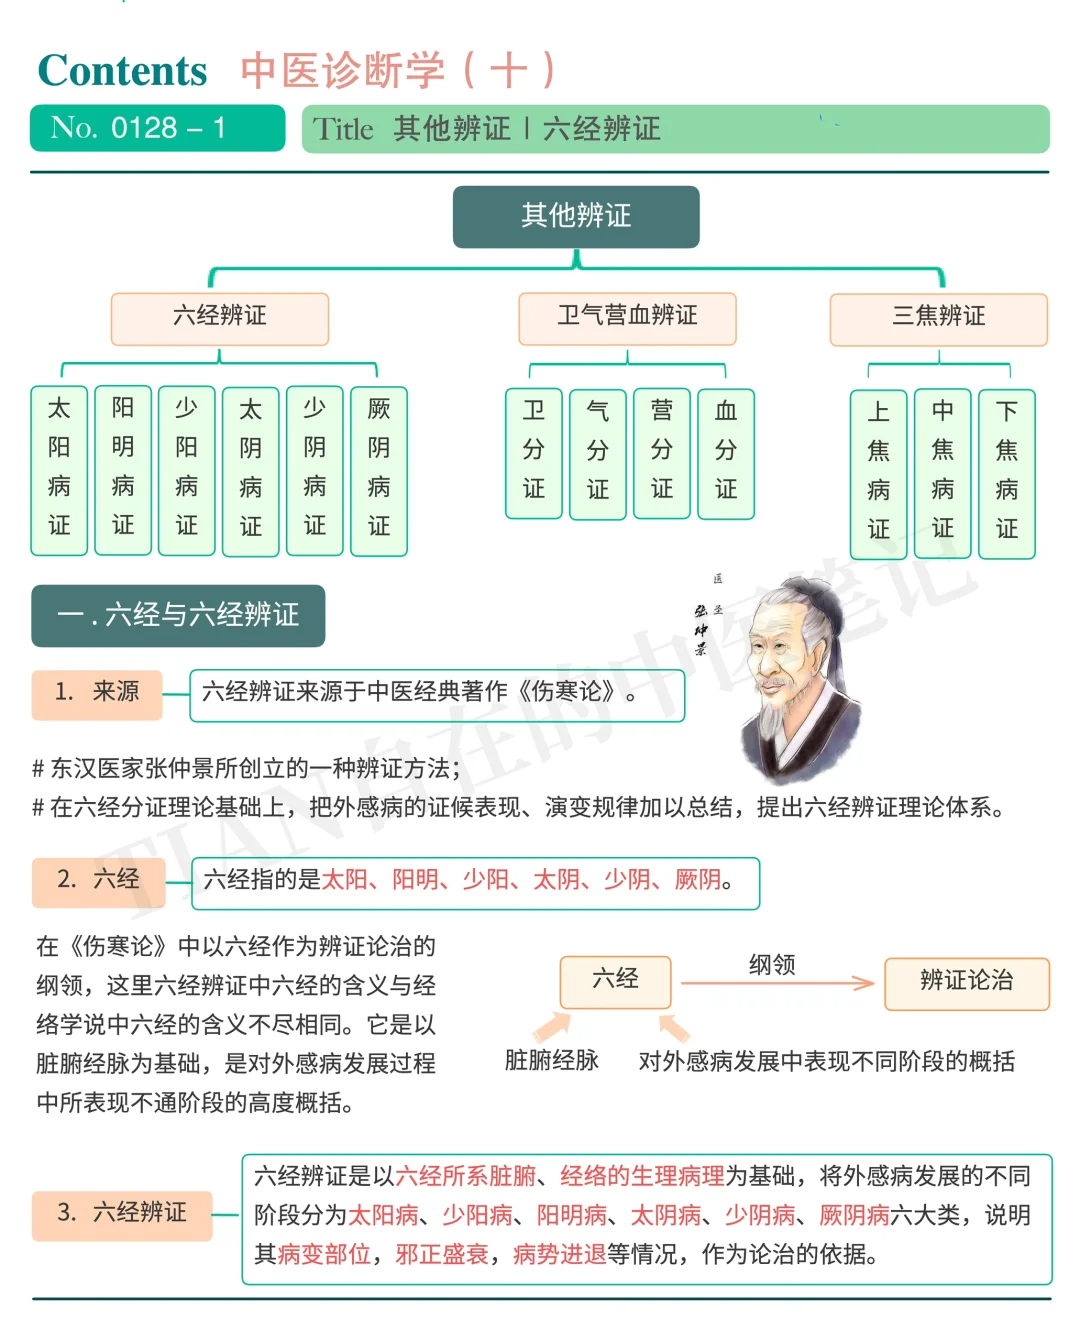 Contents 中医诊断学（十）
No. 0128 – 1
Title 其他辨证 | 六经辨证
其他辨证
六经辨证
卫气营血辨证
三焦辨证
太阳病证
阳明病证
少阳病证
太阴病证
少阴病证
厥阴病证
卫分证
气分证
营分证
血分证
上焦病证
中焦病证
下焦病证
一 . 六经与六经辨证
医圣
张仲景
1. 来源
六经辨证来源于中医经典著作《伤寒论》。
# 东汉医家张仲景所创立的一种辨证方法；
# 在六经分证理论基础上，把外感病的证候表现、演变规律加以总结，提出六经辨证理论体系。
2. 六经
六经指的是太阳、阳明、少阳、太阴、少阴、厥阴。
在《伤寒论》中以六经作为辨证论治的
纲领，这里六经辨证中六经的含义与经
络学说中六经的含义不尽相同。它是以
脏腑经脉为基础，是对外感病发展过程
中所表现不通阶段的高度概括。
六经
纲领
辨证论治
脏腑经脉
对外感病发展中表现不同阶段的概括
3. 六经辨证
六经辨证是以六经所系脏腑、经络的生理病理为基础，将外感病发展的不同
阶段分为太阳病、少阳病、阳明病、太阴病、少阴病、厥阴病六大类，说明
其病变部位，邪正盛衰，病势进退等情况，作为论治的依据。
TIAN自在的中医笔记